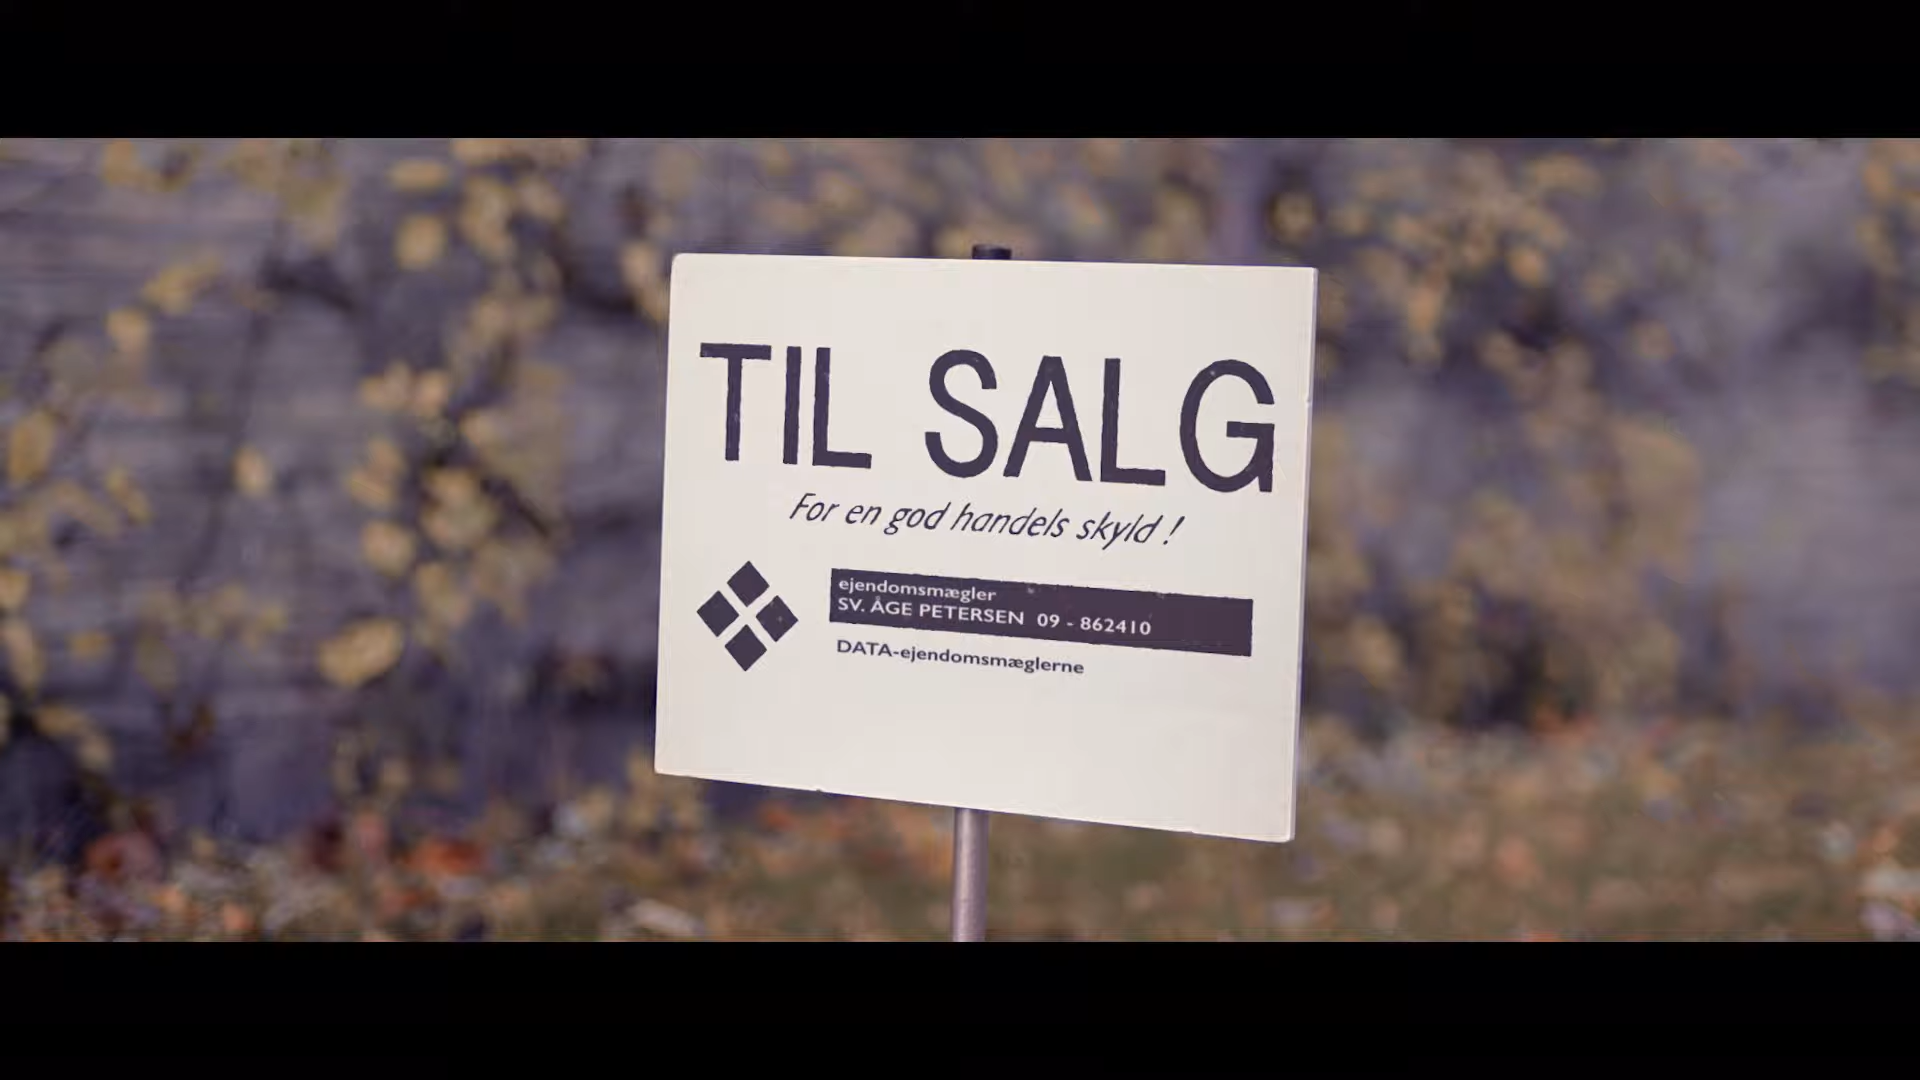 TIL SALG
For en god handels skyld !
ejendomsmægler
SV. ÅGE PETERSEN 09 - 862410
DATA-ejendomsmæglerne